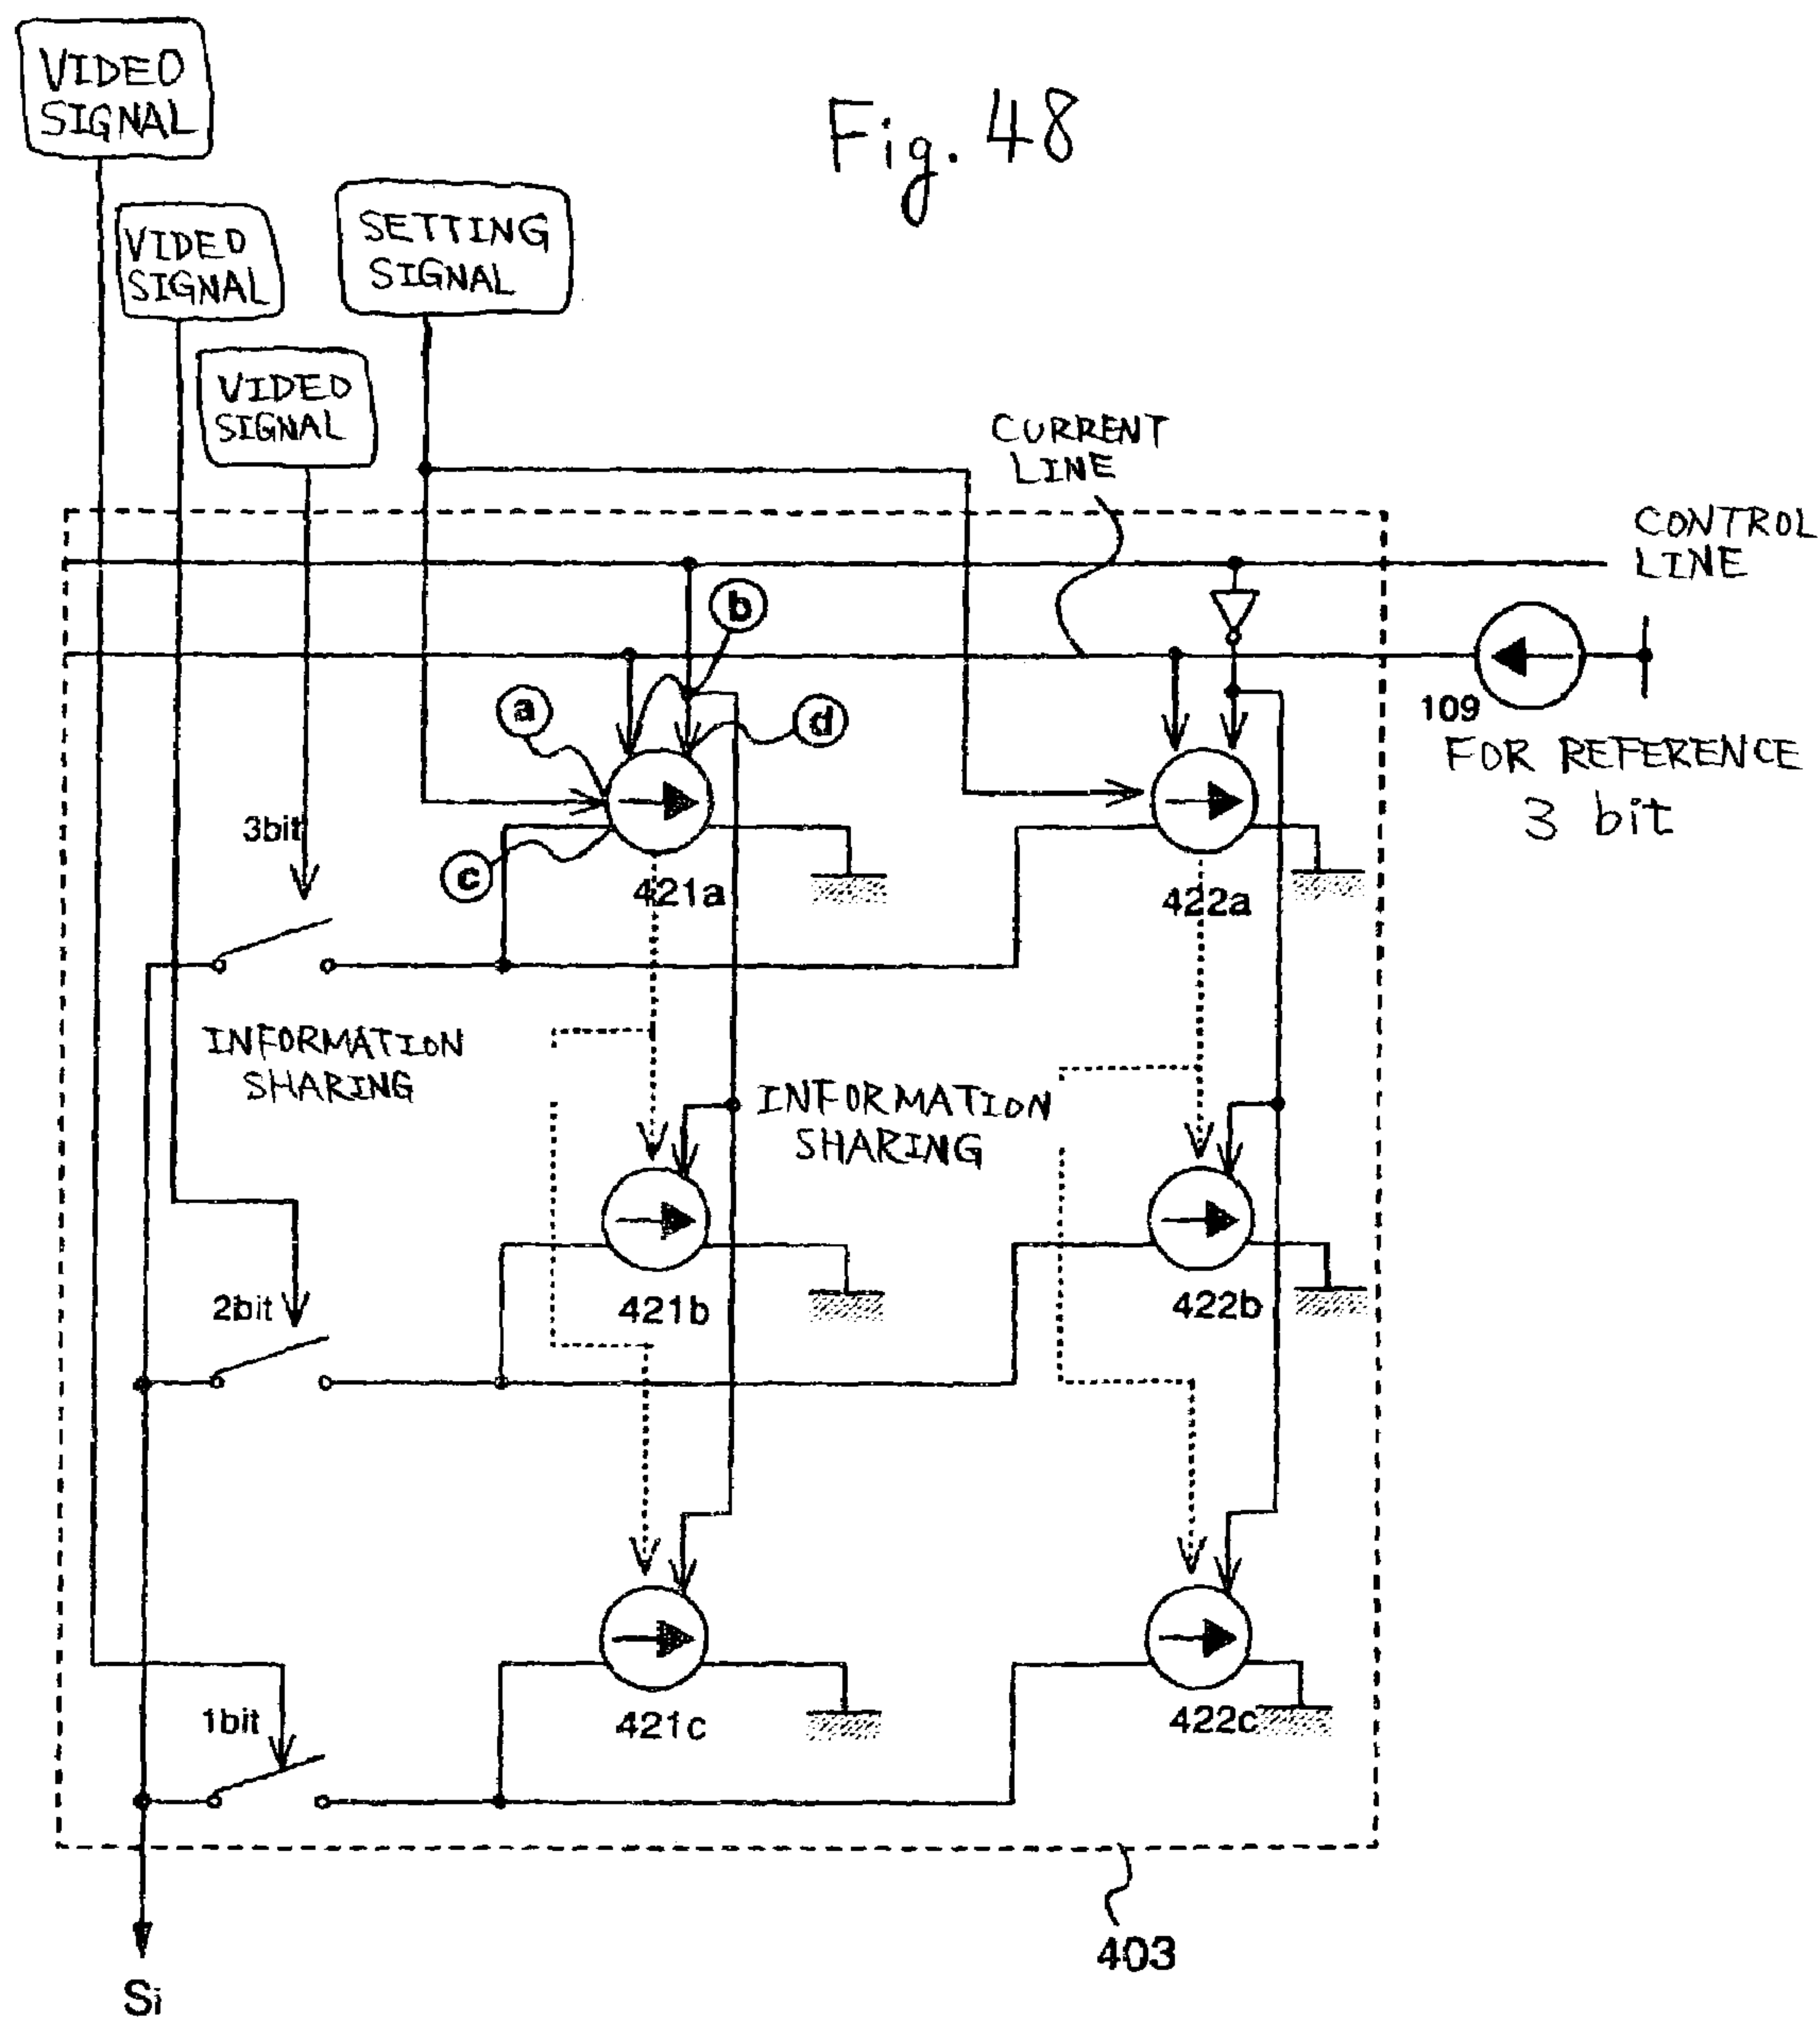 Fig. 48
VIDEO
SIGNAL
VIDEO
SIGNAL
SETTING
SIGNAL
VIDEO
SIGNAL
CURRENT
LINE
CONTROL
LINE
b
a
d
109
FOR REFERENCE
3 bit
3bit
c
421a
422a
INFORMATION
SHARING
INFORMATION
SHARING
2bit
421b
422b
1bit
421c
422c
403
Si